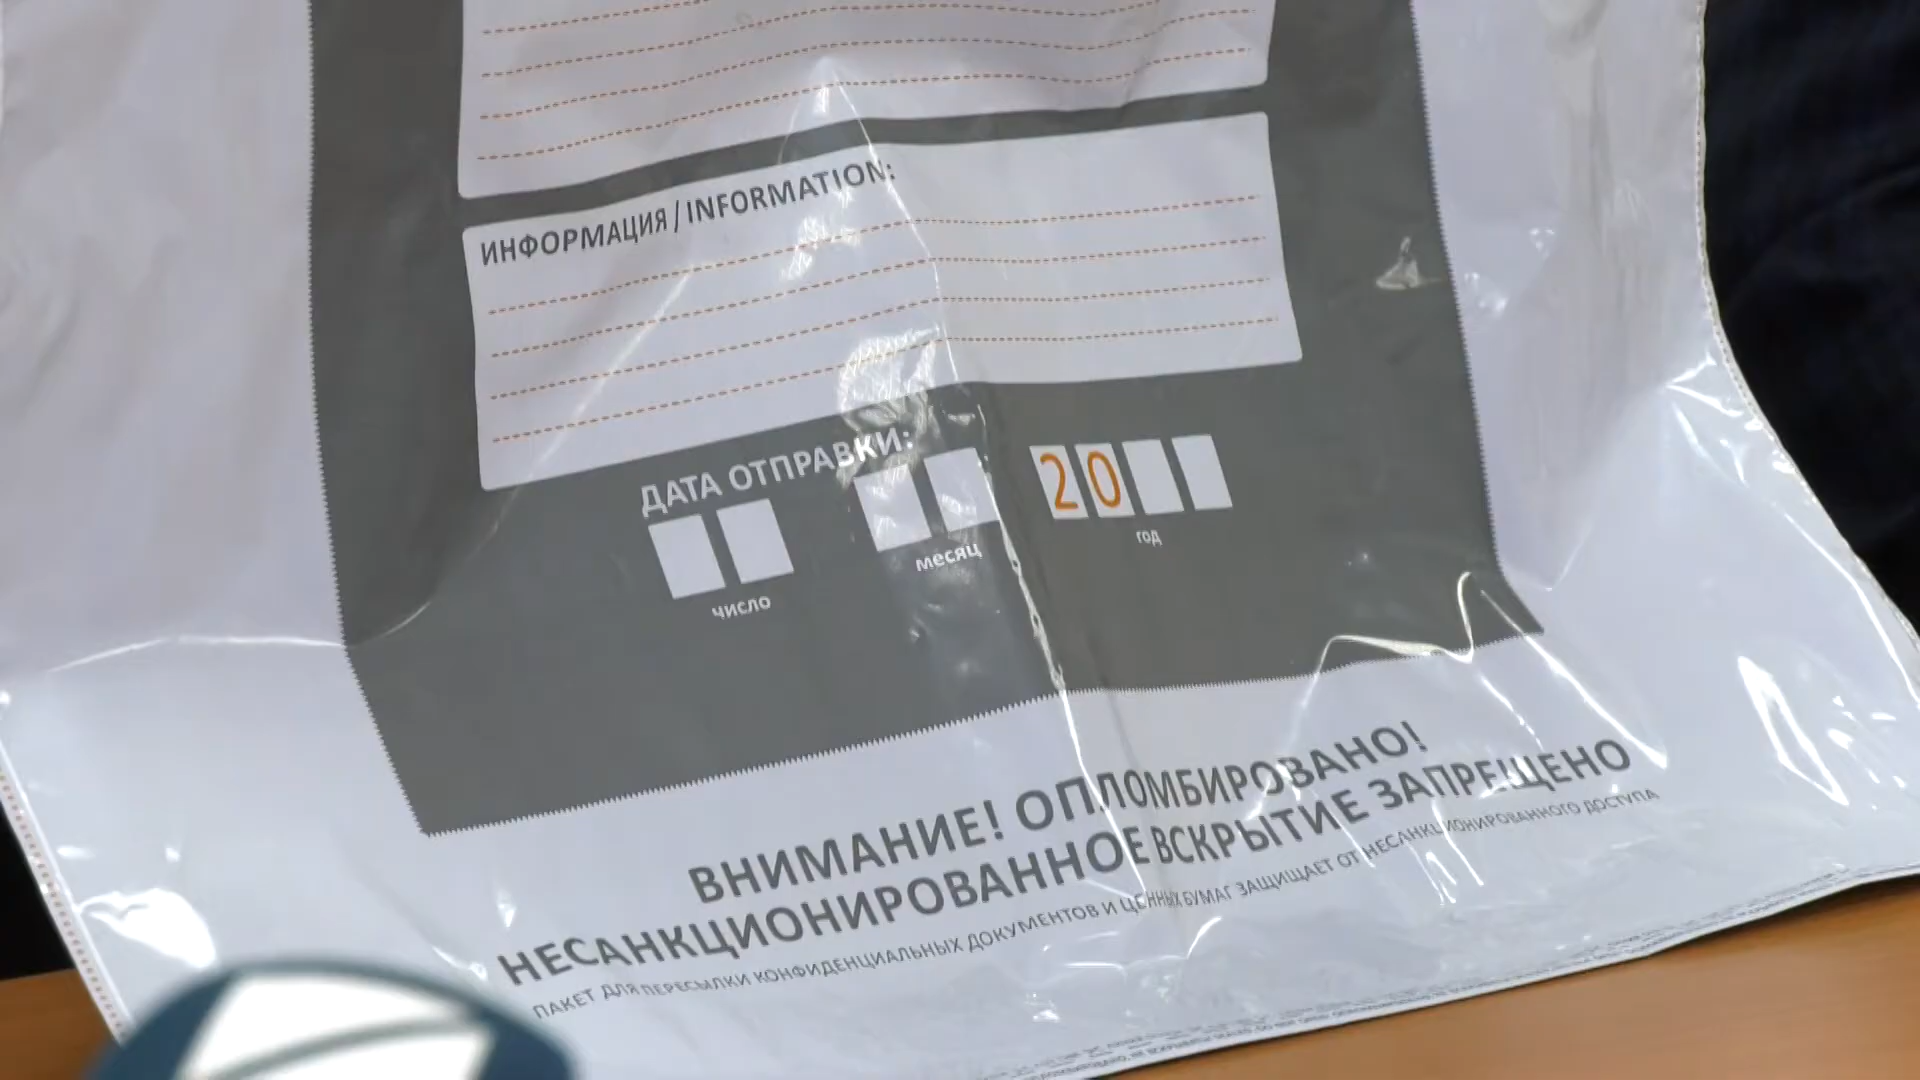 ИНФОРМАЦИЯ / INFORMATION:
ДАТА ОТПРАВКИ:
20
число
месяц
год
ВНИМАНИЕ! ОПЛОМБИРОВАНО!
НЕСАНКЦИОНИРОВАННОЕ ВСКРЫТИЕ ЗАПРЕЩЕНО
ПАКЕТ ДЛЯ ПЕРЕСЫЛКИ КОНФИДЕНЦИАЛЬНЫХ ДОКУМЕНТОВ И ЦЕННЫХ БУМАГ ЗАЩИЩАЕТ ОТ НЕСАНКЦИОНИРОВАННОГО ДОСТУПА